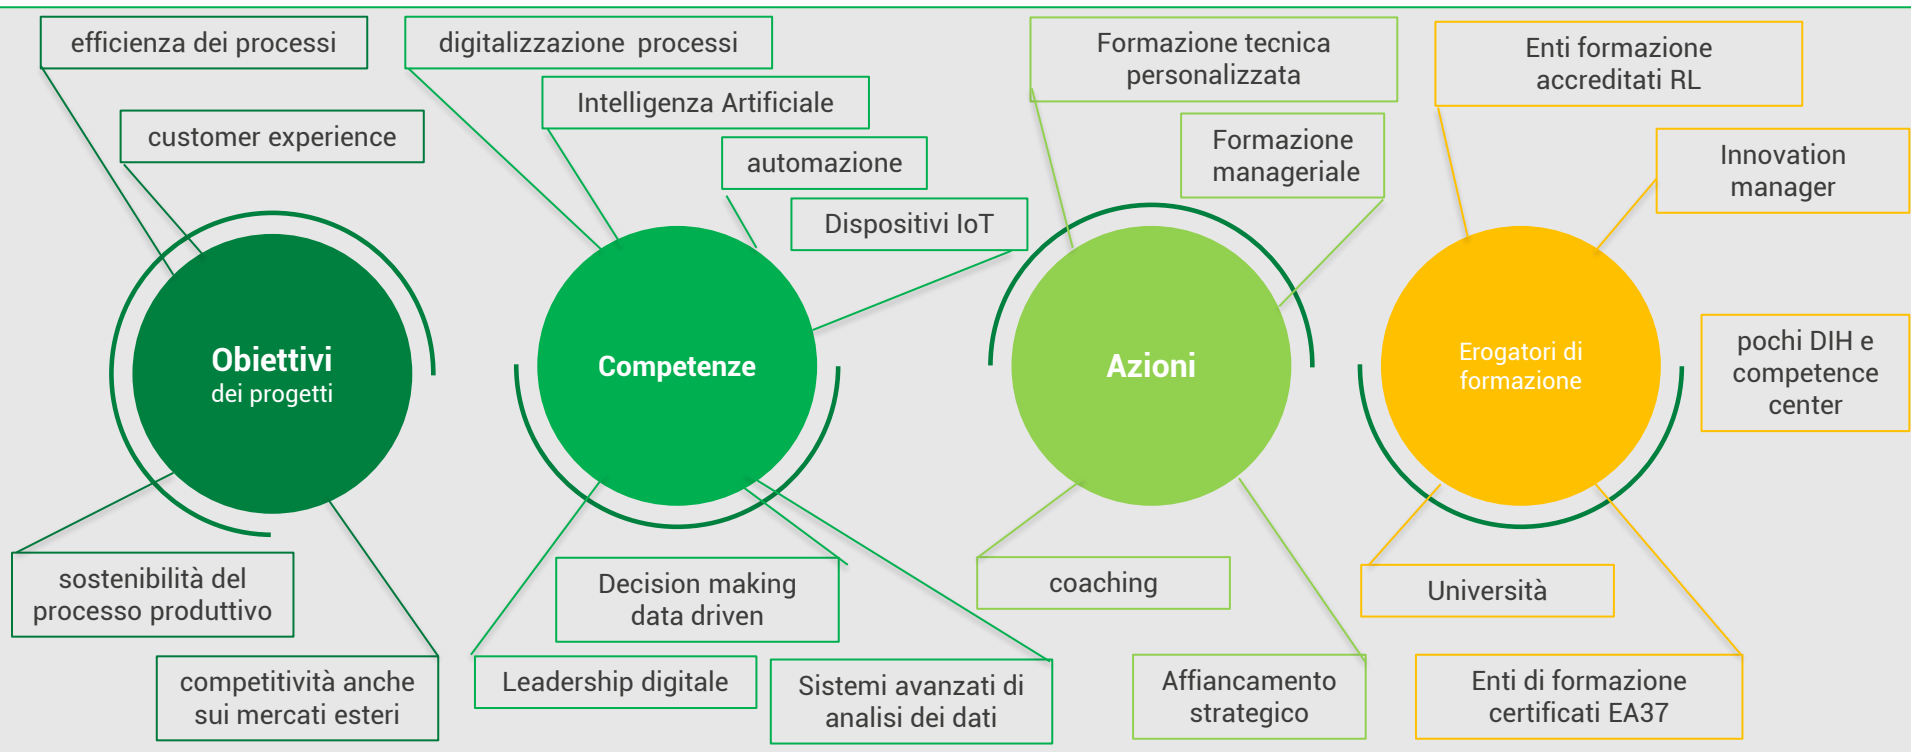 efficienza dei processi
customer experience
Obiettivi
dei progetti
sostenibilità del
processo produttivo
competitività anche
sui mercati esteri
digitalizzazione processi
Intelligenza Artificiale
automazione
Dispositivi IoT
Competenze
Decision making
data driven
Leadership digitale
Sistemi avanzati di
analisi dei dati
Formazione tecnica
personalizzata
Formazione
manageriale
Azioni
coaching
Affiancamento
strategico
Enti formazione
accreditati RL
Innovation
manager
Erogatori di
formazione
pochi DIH e
competence
center
Università
Enti di formazione
certificati EA37